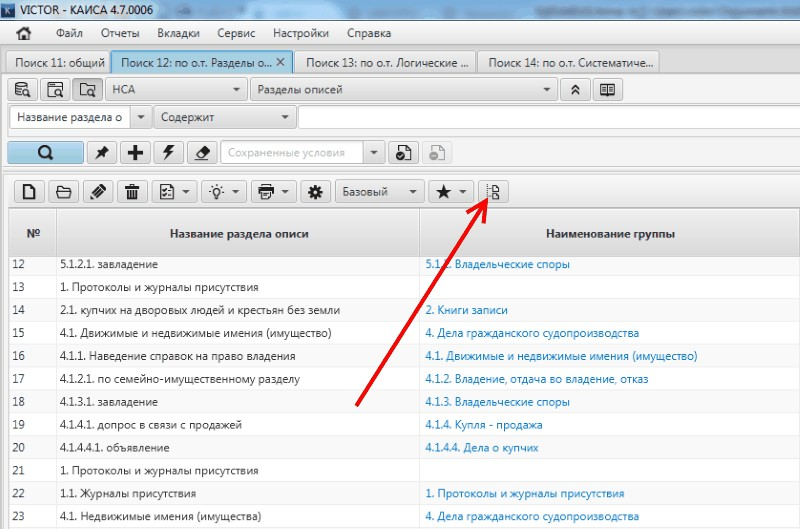 VICTOR - КАИСА 4.7.0006
Файл Отчеты Вкладки Сервис Настройки Справка
Поиск 11: общий Поиск 12: по о.т. Разделы о... Поиск 13: по о.т. Логические ... Поиск 14: по о.т. Систематиче...
НСА Разделы описей
Название раздела о Содержит
Сохраненные условия
Базовый
№ Название раздела описи Наименование группы
12 5.1.2.1. завладение 5.1.2. Владельческие споры
13 1. Протоколы и журналы присутствия
14 2.1. купчих на дворовых людей и крестьян без земли 2. Книги записи
15 4.1. Движимые и недвижимые имения (имущество) 4. Дела гражданского судопроизводства
16 4.1.1. Наведение справок на право владения 4.1. Движимые и недвижимые имения (имущество)
17 4.1.2.1. по семейно-имущественному разделу 4.1.2. Владение, отдача во владение, отказ
18 4.1.3.1. завладение 4.1.3. Владельческие споры
19 4.1.4.1. допрос в связи с продажей 4.1.4. Купля - продажа
20 4.1.4.4.1. объявление 4.1.4.4. Дела о купчих
21 1. Протоколы и журналы присутствия
22 1.1. Журналы присутствия 1. Протоколы и журналы присутствия
23 4.1. Недвижимые имения (имущества) 4. Дела гражданского судопроизводства